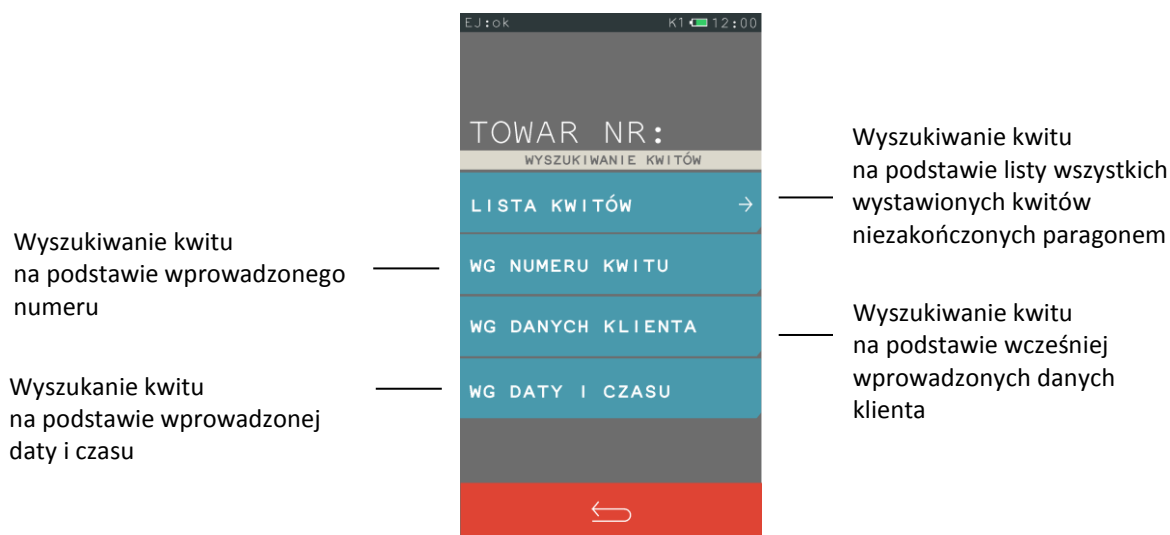 EJ:ok K1 12:00
TOWAR NR:
WYSZUKIWANIE KWITÓW
LISTA KWITÓW
WG NUMERU KWITU
WG DANYCH KLIENTA
WG DATY I CZASU
Wyszukiwanie kwitu
na podstawie wprowadzonego
numeru
Wyszukanie kwitu
na podstawie wprowadzonej
daty i czasu
Wyszukiwanie kwitu
na podstawie listy wszystkich
wystawionych kwitów
niezakończonych paragonem
Wyszukiwanie kwitu
na podstawie wcześniej
wprowadzonych danych
klienta